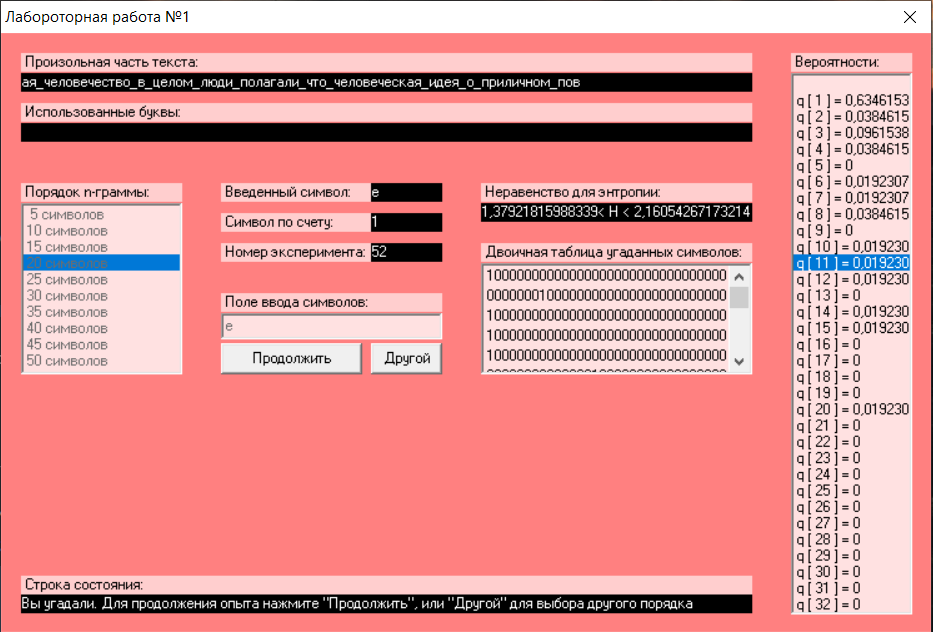 Лабороторная работа №1
Произольная часть текста:
ая_человечество_в_целом_люди_полагали_что_человеческая_идея_о_приличном_пов
Использованные буквы:
Порядок n-граммы:
5 символов
10 символов
15 символов
20 символов
25 символов
30 символов
35 символов
40 символов
45 символов
50 символов
Введенный символ: е
Символ по счету: 1
Номер эксперимента: 52
Поле ввода символов:
е
Продолжить
Другой
Неравенство для энтропии:
1,37921815988339< H < 2,16054267173214
Двоичная таблица угаданных символов:
10000000000000000000000000000000
00000001000000000000000000000000
10000000000000000000000000000000
10000000000000000000000000000000
10000000000000000000000000000000
Вероятности:
q [ 1 ] = 0,6346153
q [ 2 ] = 0,0384615
q [ 3 ] = 0,0961538
q [ 4 ] = 0,0384615
q [ 5 ] = 0
q [ 6 ] = 0,0192307
q [ 7 ] = 0,0192307
q [ 8 ] = 0,0384615
q [ 9 ] = 0
q [ 10 ] = 0,019230
q [ 11 ] = 0,019230
q [ 12 ] = 0,019230
q [ 13 ] = 0
q [ 14 ] = 0,019230
q [ 15 ] = 0,019230
q [ 16 ] = 0
q [ 17 ] = 0
q [ 18 ] = 0
q [ 19 ] = 0
q [ 20 ] = 0,019230
q [ 21 ] = 0
q [ 22 ] = 0
q [ 23 ] = 0
q [ 24 ] = 0
q [ 25 ] = 0
q [ 26 ] = 0
q [ 27 ] = 0
q [ 28 ] = 0
q [ 29 ] = 0
q [ 30 ] = 0
q [ 31 ] = 0
q [ 32 ] = 0
Строка состояния:
Вы угадали. Для продолжения опыта нажмите "Продолжить", или "Другой" для выбора другого порядка